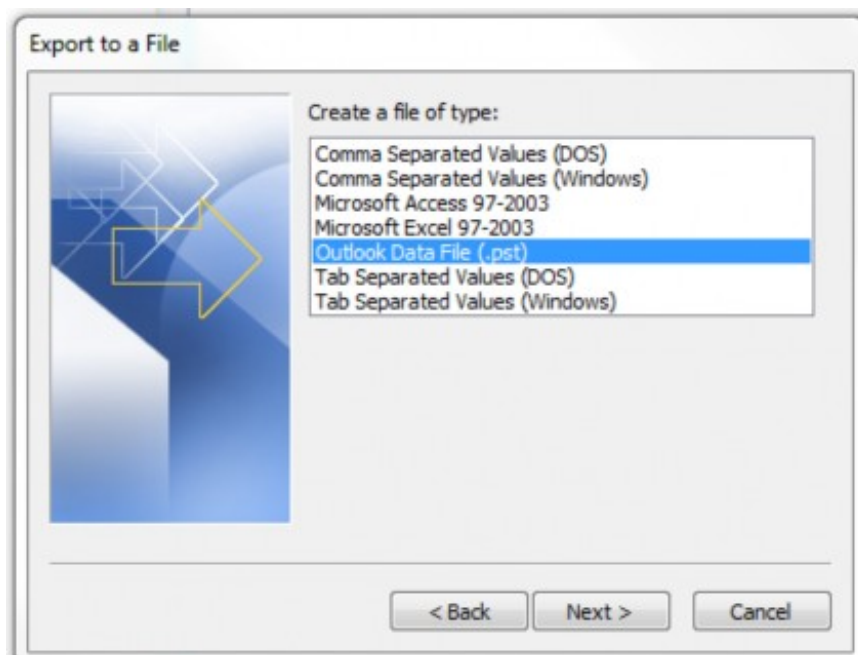 Export to a File
Create a file of type:
Comma Separated Values (DOS)
Comma Separated Values (Windows)
Microsoft Access 97-2003
Microsoft Excel 97-2003
Outlook Data File (.pst)
Tab Separated Values (DOS)
Tab Separated Values (Windows)
< Back Next > Cancel